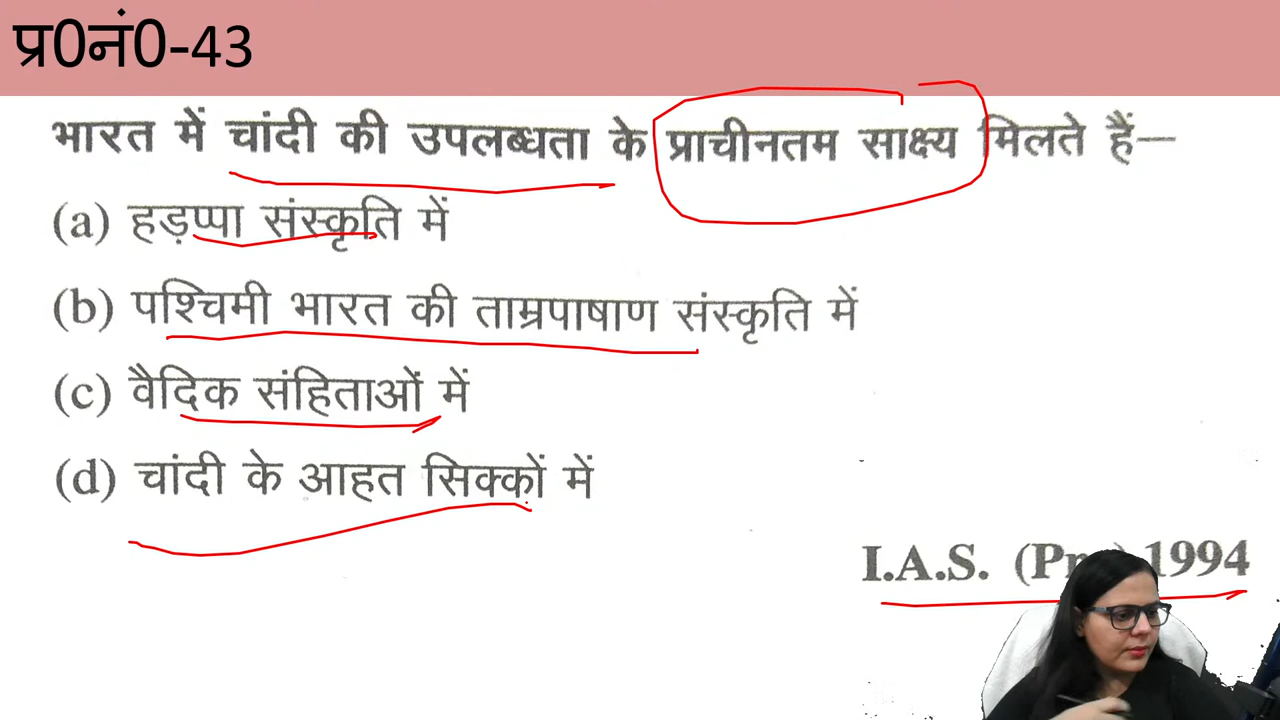 प्र0नं0-43
भारत में चांदी की उपलब्धता के प्राचीनतम साक्ष्य मिलते हैं—
(a) हड़प्पा संस्कृति में
(b) पश्चिमी भारत की ताम्रपाषाण संस्कृति में
(c) वैदिक संहिताओं में
(d) चांदी के आहत सिक्कों में
I.A.S. 1994